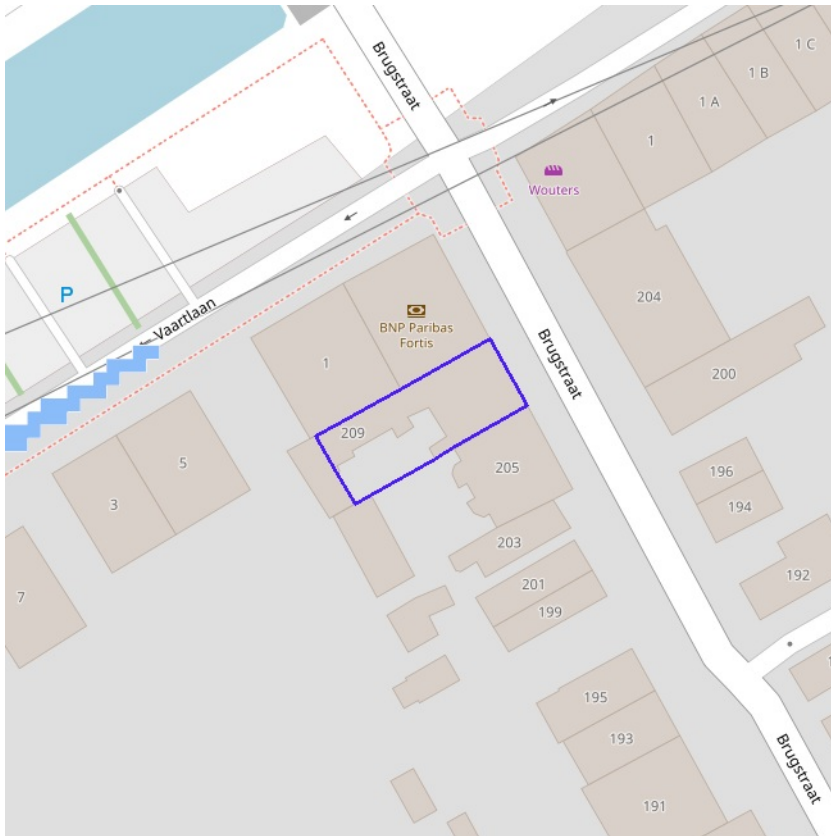 Brugstraat
1 C
1 B
1 A
1
Wouters
P
Vaartlaan
BNP Paribas
Fortis
204
Brugstraat
1
200
209
5
205
3
196
194
203
192
201
7
199
195
193
Brugstraat
191